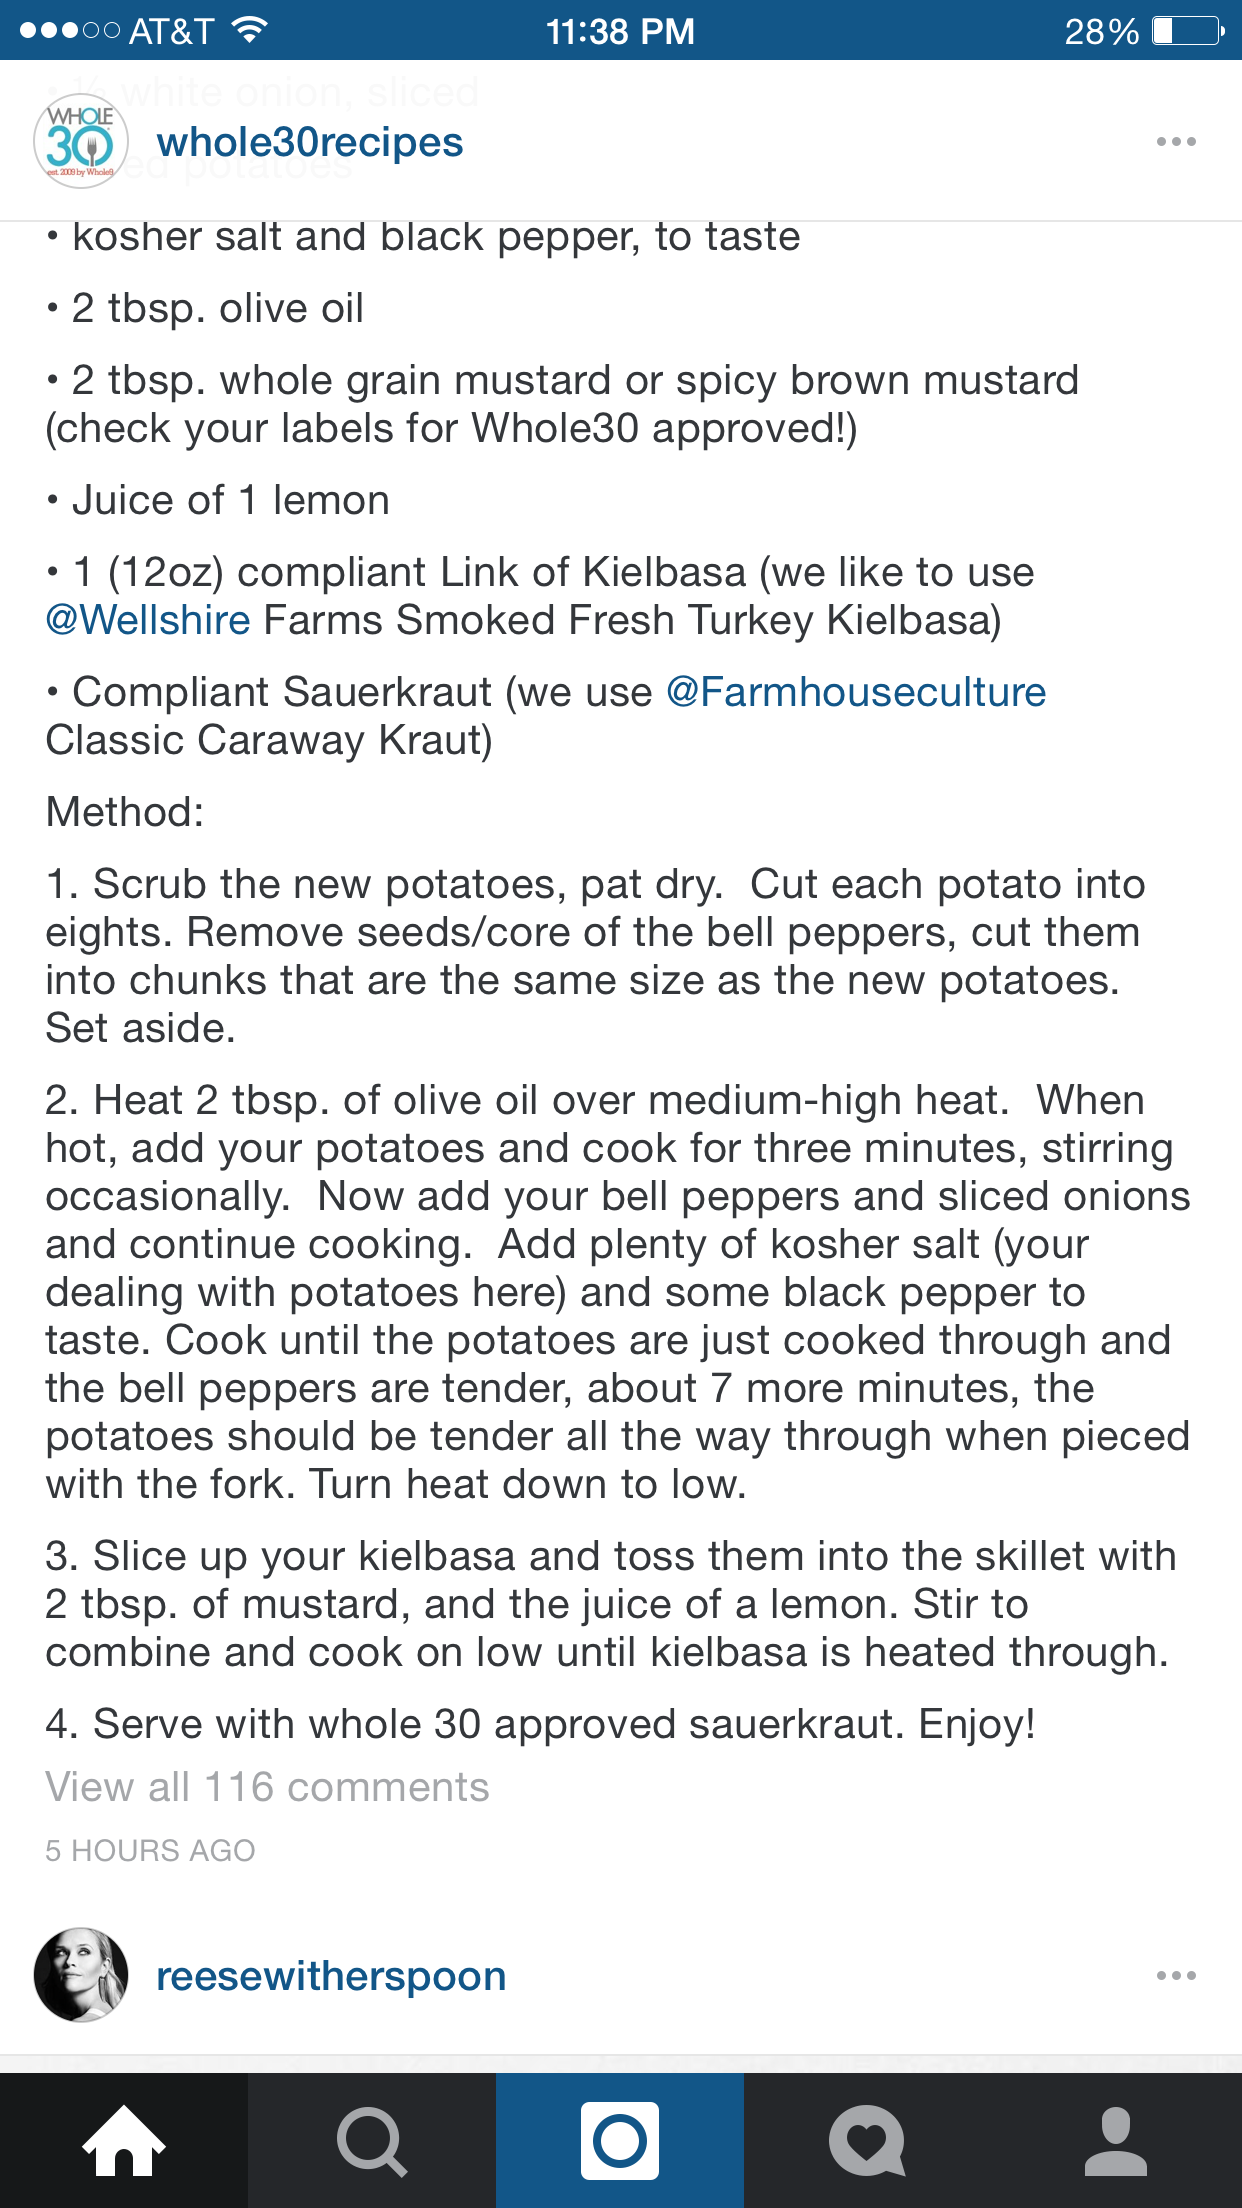 AT&T 11:38 PM 28%
• ½ white onion, sliced
WHOLE
30
est. 2009 by Whole9
whole30recipes
ed potatoes
• kosher salt and black pepper, to taste
• 2 tbsp. olive oil
• 2 tbsp. whole grain mustard or spicy brown mustard
(check your labels for Whole30 approved!)
• Juice of 1 lemon
• 1 (12oz) compliant Link of Kielbasa (we like to use
@Wellshire Farms Smoked Fresh Turkey Kielbasa)
• Compliant Sauerkraut (we use @Farmhouseculture
Classic Caraway Kraut)
Method:
1. Scrub the new potatoes, pat dry.  Cut each potato into
eights. Remove seeds/core of the bell peppers, cut them
into chunks that are the same size as the new potatoes.
Set aside.
2. Heat 2 tbsp. of olive oil over medium-high heat.  When
hot, add your potatoes and cook for three minutes, stirring
occasionally.  Now add your bell peppers and sliced onions
and continue cooking.  Add plenty of kosher salt (your
dealing with potatoes here) and some black pepper to
taste. Cook until the potatoes are just cooked through and
the bell peppers are tender, about 7 more minutes, the
potatoes should be tender all the way through when pieced
with the fork. Turn heat down to low.
3. Slice up your kielbasa and toss them into the skillet with
2 tbsp. of mustard, and the juice of a lemon. Stir to
combine and cook on low until kielbasa is heated through.
4. Serve with whole 30 approved sauerkraut. Enjoy!
View all 116 comments
5 HOURS AGO
reesewitherspoon